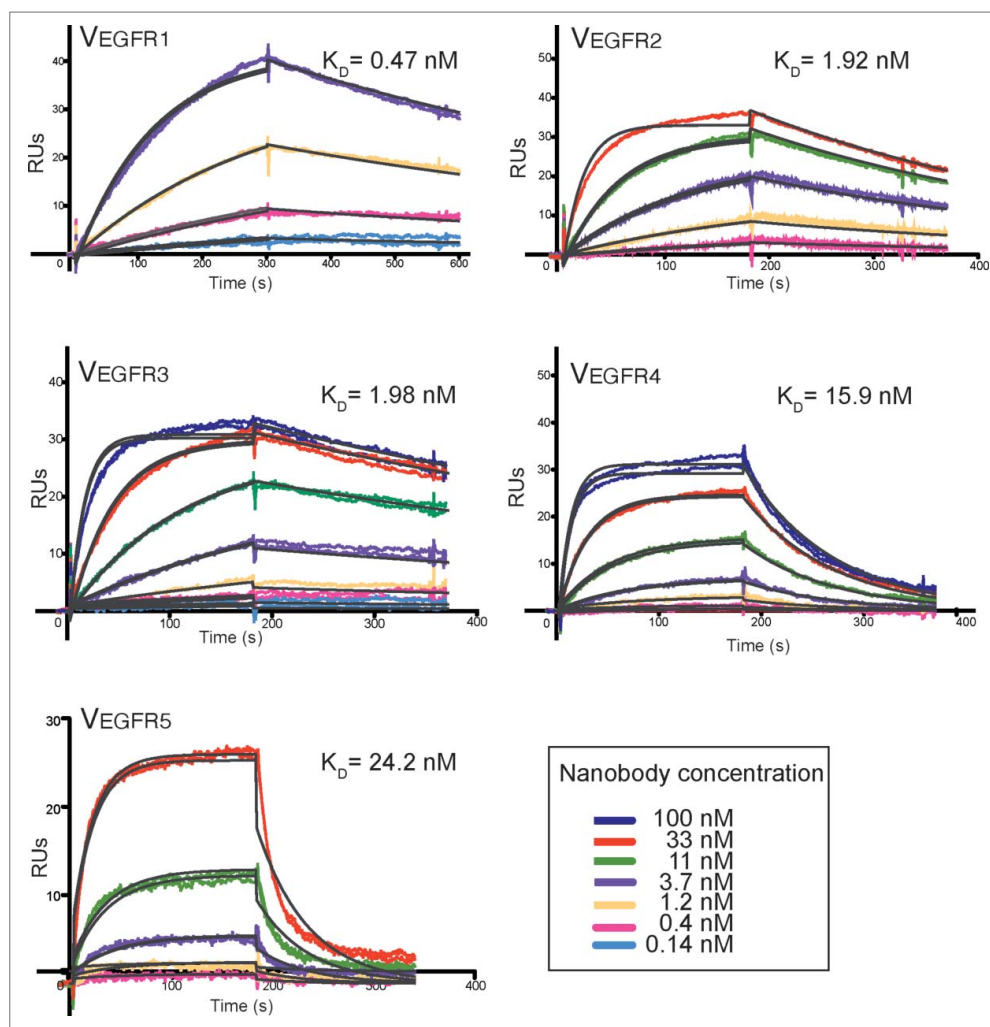 VEGFR1
K_D= 0.47 nM
40
30
20
10
0
100
200
300
400
500
600
RUs
Time (s)
VEGFR2
K_D= 1.92 nM
50
40
30
20
10
0
100
200
300
400
RUs
Time (s)
VEGFR3
K_D= 1.98 nM
40
30
20
10
0
100
200
300
400
RUs
Time (s)
VEGFR4
K_D= 15.9 nM
50
40
30
20
10
0
100
200
300
400
RUs
Time (s)
VEGFR5
K_D= 24.2 nM
30
20
10
0
100
200
300
400
RUs
Time (s)
Nanobody concentration
100 nM
33 nM
11 nM
3.7 nM
1.2 nM
0.4 nM
0.14 nM